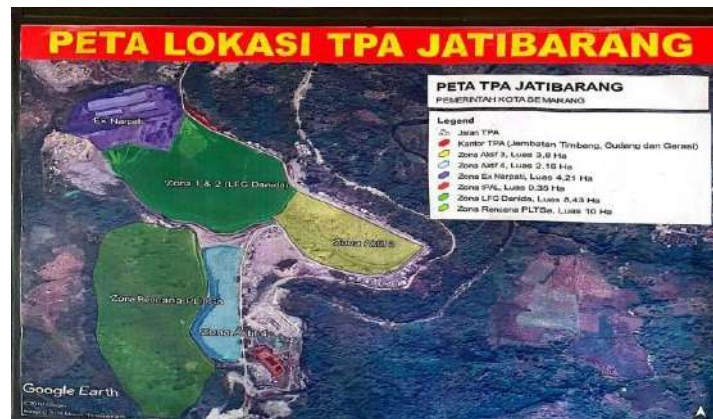 PETA LOKASI TPA JATIBARANG
PETA TPA JATIBARANG
PEMERINTAH KOTA SEMARANG
Legend
Jalan TPA
Kantor TPA (Jembatan Timbang, Gudang dan Garasi)
Zona Aktif 3, Luas 3,8 Ha
Zona Aktif 4, Luas 2,16 Ha
Zona Ex Narpati, Luas 4,21 Ha
Zona IPAL, Luas 0,35 Ha
Zona LFG Danida, Luas 8,43 Ha
Zona Rencana PLTSa, Luas 10 Ha
Ex Narpati
Zona 1 & 2 (LFG Danida)
Zona Aktif 3
Zona Rencana PLTSa
Zona Aktif 4
Google Earth